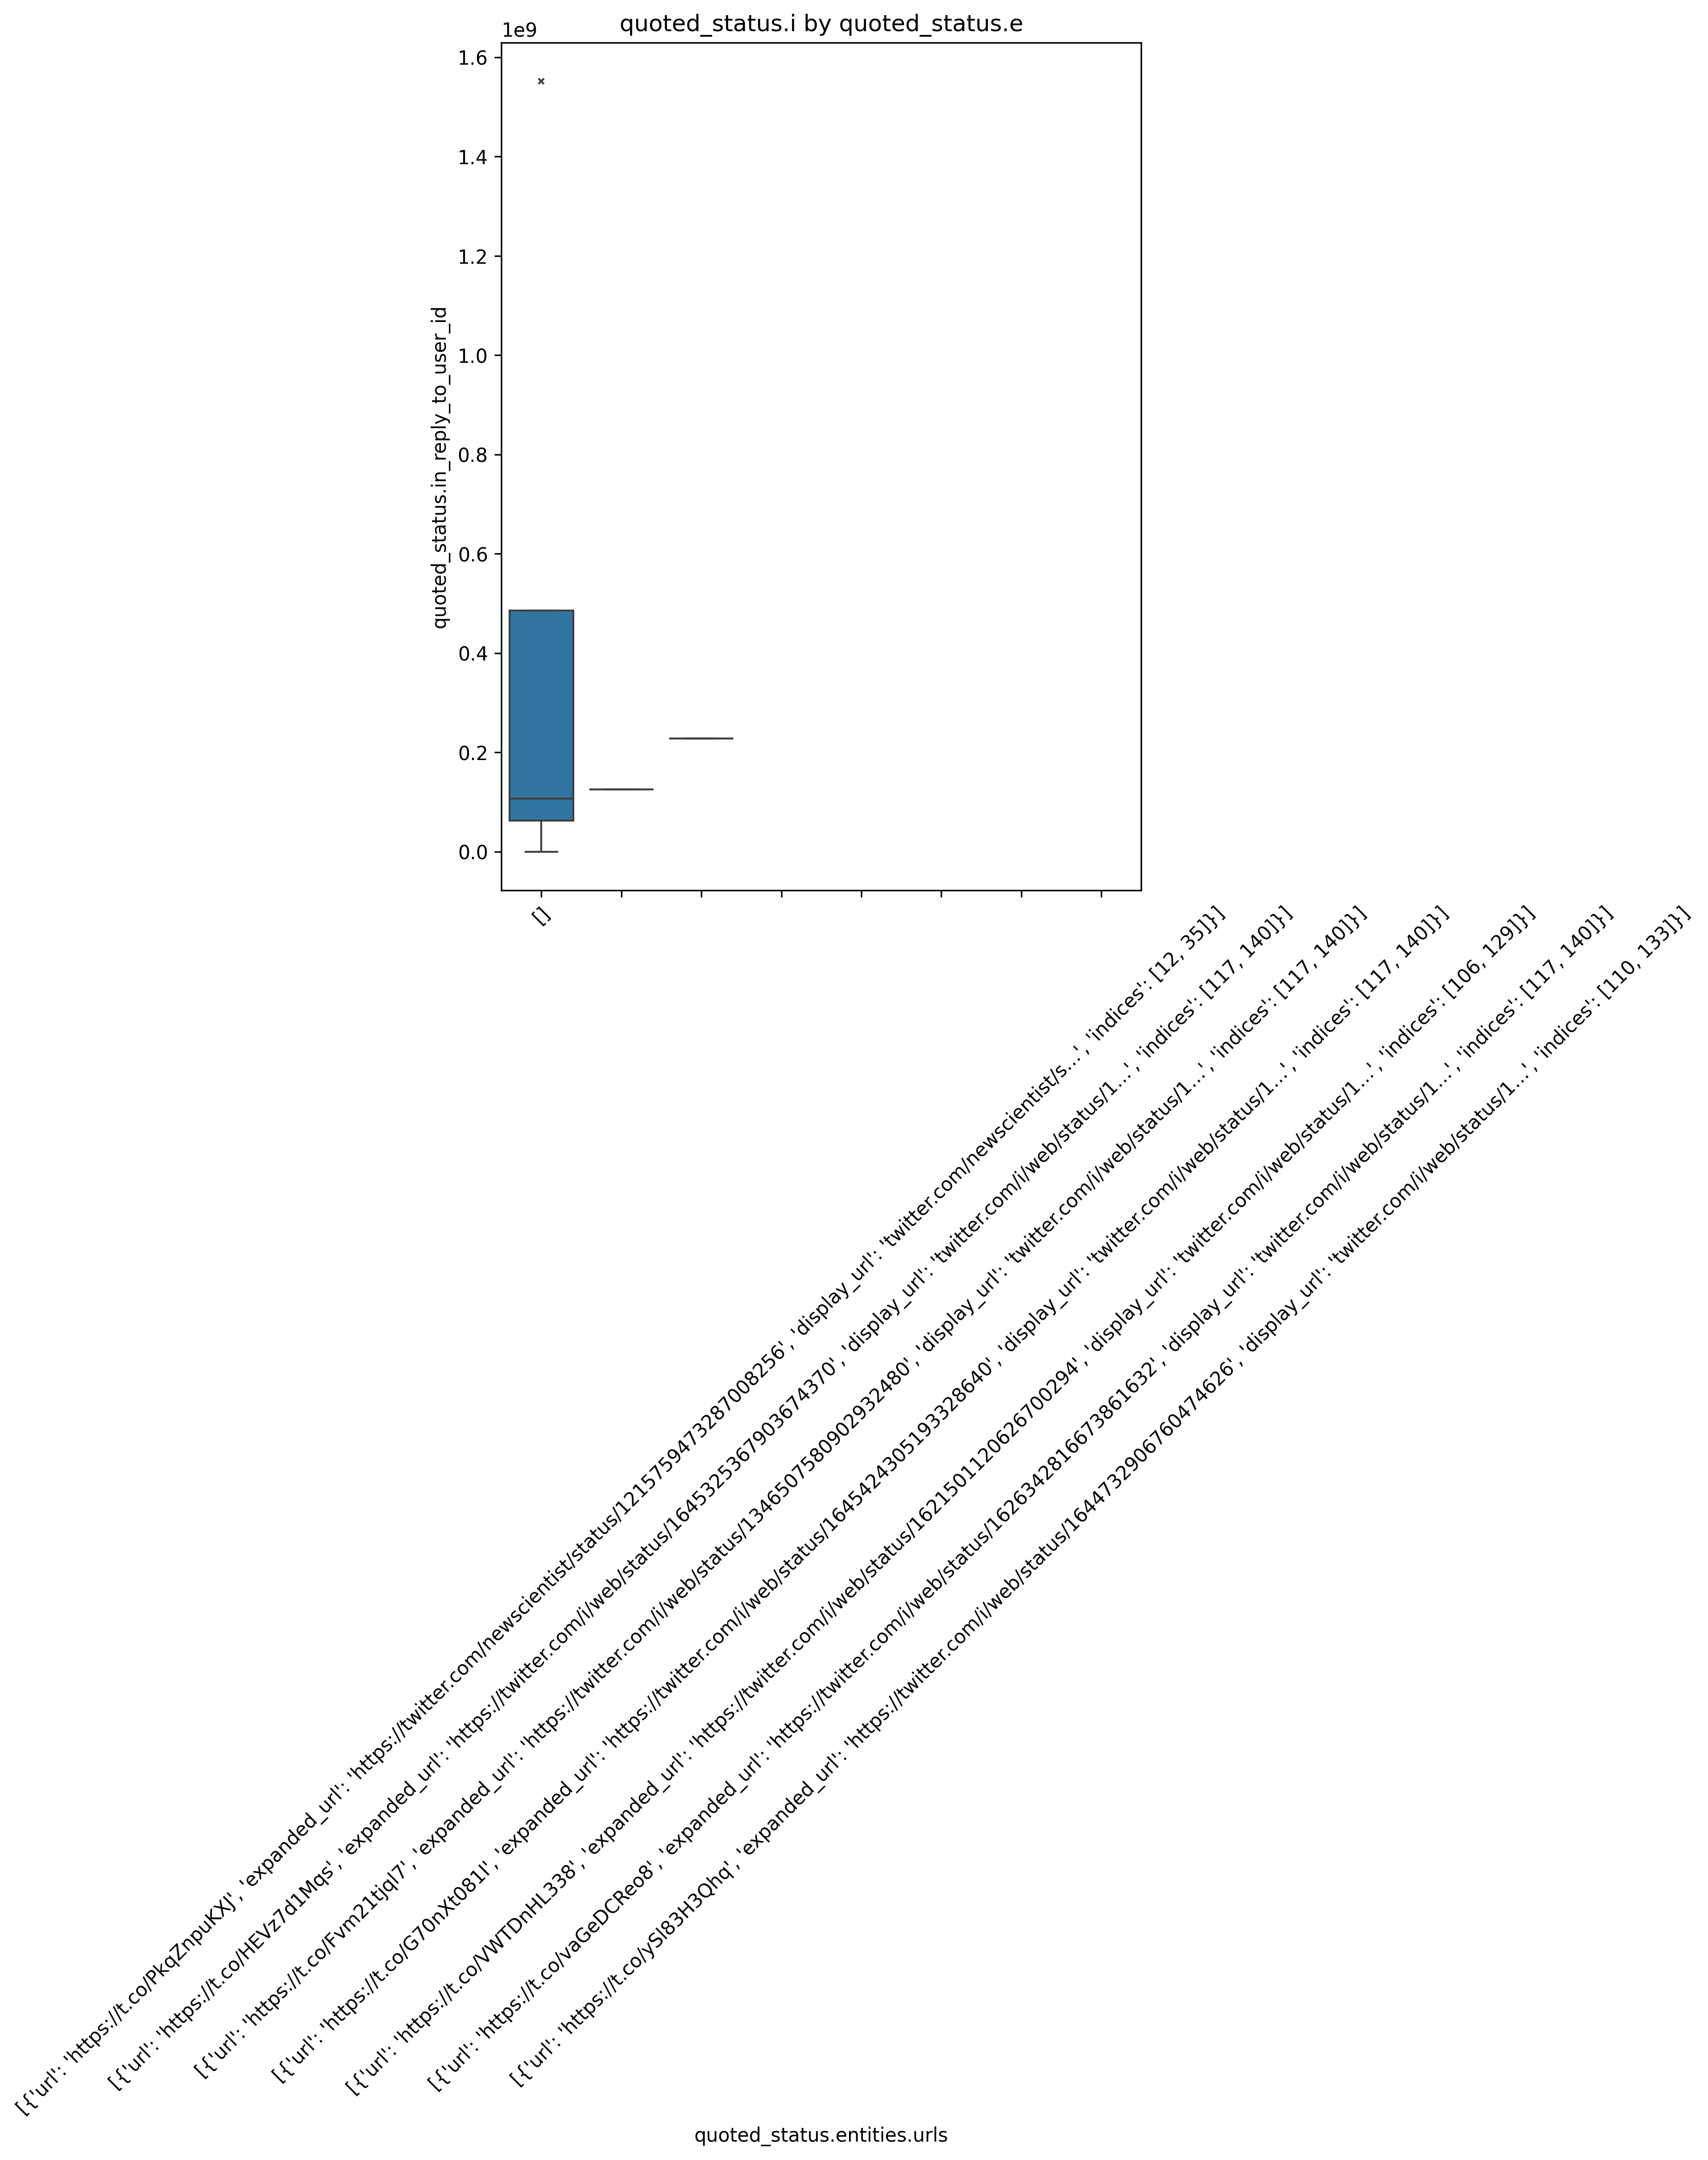 quoted_status.i by quoted_status.e
1e9
1.6
1.4
1.2
1.0
0.8
0.6
0.4
0.2
0.0
quoted_status.in_reply_to_user_id
[]
[{'url': 'https://t.co/PkqZnpuKXJ', 'expanded_url': 'https://twitter.com/newscientist/status/1215759473287008256', 'display_url': 'twitter.com/newscientist/s…', 'indices': [12, 35]}]
[{'url': 'https://t.co/HEVz7d1Mqs', 'expanded_url': 'https://twitter.com/i/web/status/1645325367903674370', 'display_url': 'twitter.com/i/web/status/1…', 'indices': [117, 140]}]
[{'url': 'https://t.co/Fvm21tjql7', 'expanded_url': 'https://twitter.com/i/web/status/1346507580902932480', 'display_url': 'twitter.com/i/web/status/1…', 'indices': [117, 140]}]
[{'url': 'https://t.co/G70nXt081l', 'expanded_url': 'https://twitter.com/i/web/status/1645424305193328640', 'display_url': 'twitter.com/i/web/status/1…', 'indices': [117, 140]}]
[{'url': 'https://t.co/VWTDnHL338', 'expanded_url': 'https://twitter.com/i/web/status/1621501120626700294', 'display_url': 'twitter.com/i/web/status/1…', 'indices': [106, 129]}]
[{'url': 'https://t.co/vaGeDCReo8', 'expanded_url': 'https://twitter.com/i/web/status/1626342816673861632', 'display_url': 'twitter.com/i/web/status/1…', 'indices': [117, 140]}]
[{'url': 'https://t.co/ySl83H3Qhq', 'expanded_url': 'https://twitter.com/i/web/status/1644732906760474626', 'display_url': 'twitter.com/i/web/status/1…', 'indices': [110, 133]}]
quoted_status.entities.urls